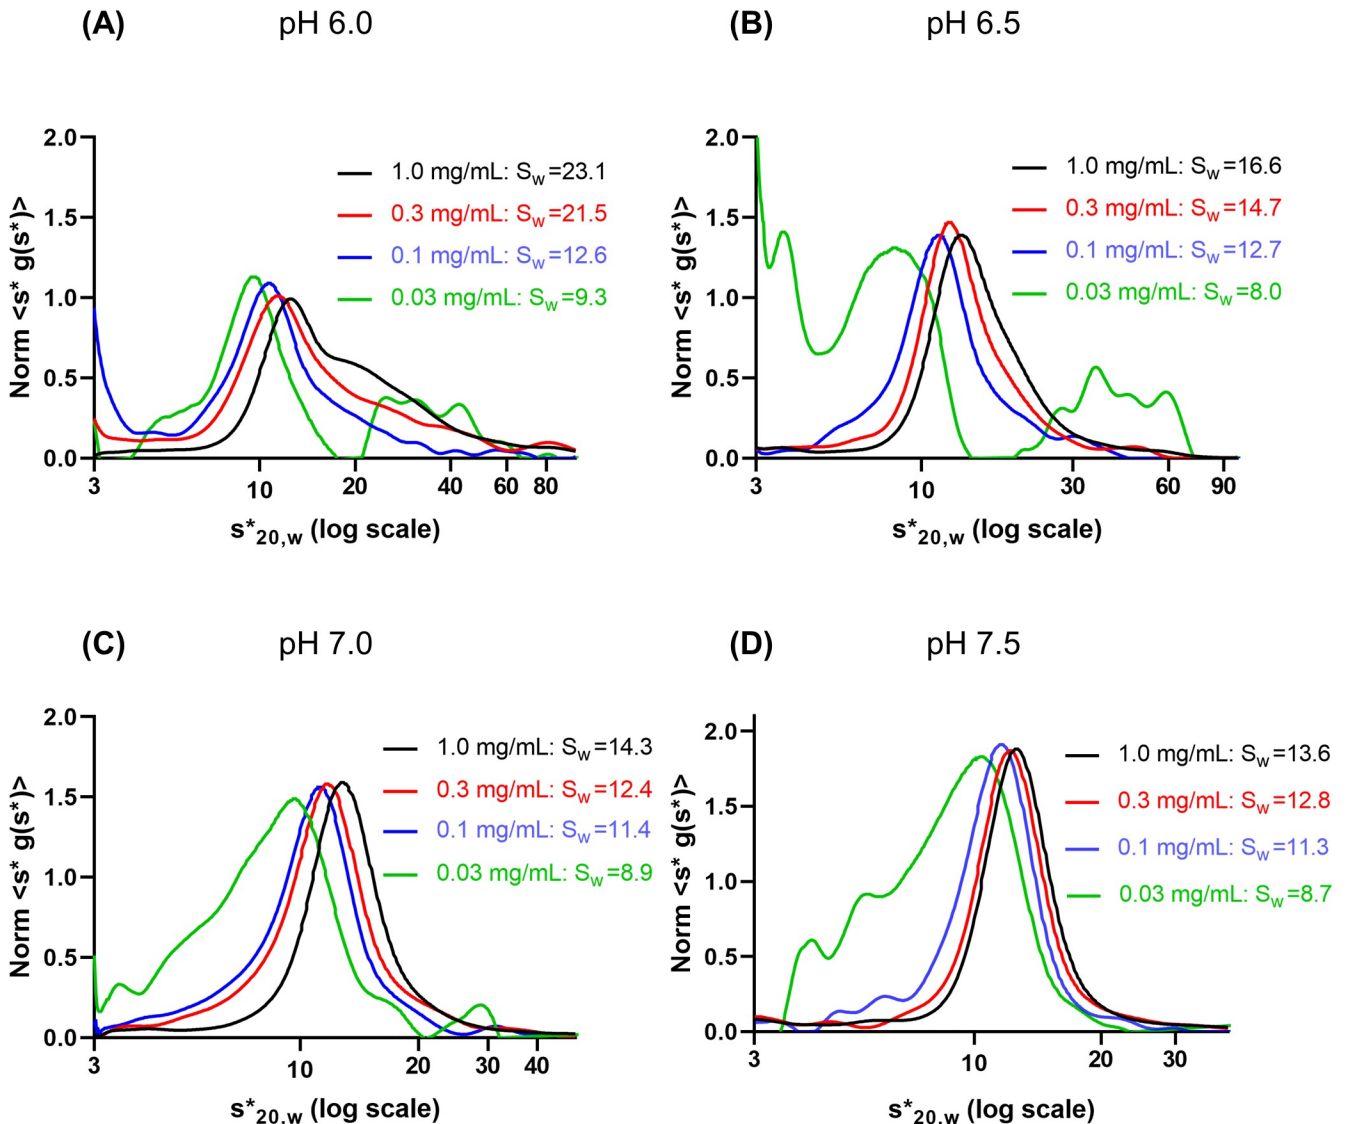 (A) pH 6.0
(B) pH 6.5
2.0
1.5
1.0
0.5
0.0
Norm <s* g(s*)>
1.0 mg/mL: Sw=23.1
0.3 mg/mL: Sw=21.5
0.1 mg/mL: Sw=12.6
0.03 mg/mL: Sw=9.3
3 10 20 40 60 80
s*20,w (log scale)
2.0
1.5
1.0
0.5
0.0
Norm <s* g(s*)>
1.0 mg/mL: Sw=16.6
0.3 mg/mL: Sw=14.7
0.1 mg/mL: Sw=12.7
0.03 mg/mL: Sw=8.0
3 10 30 60 90
s*20,w (log scale)
(C) pH 7.0
(D) pH 7.5
2.0
1.5
1.0
0.5
0.0
Norm <s* g(s*)>
1.0 mg/mL: Sw=14.3
0.3 mg/mL: Sw=12.4
0.1 mg/mL: Sw=11.4
0.03 mg/mL: Sw=8.9
3 10 20 30 40
s*20,w (log scale)
2.0
1.5
1.0
0.5
0.0
Norm <s* g(s*)>
1.0 mg/mL: Sw=13.6
0.3 mg/mL: Sw=12.8
0.1 mg/mL: Sw=11.3
0.03 mg/mL: Sw=8.7
3 10 20 30
s*20,w (log scale)